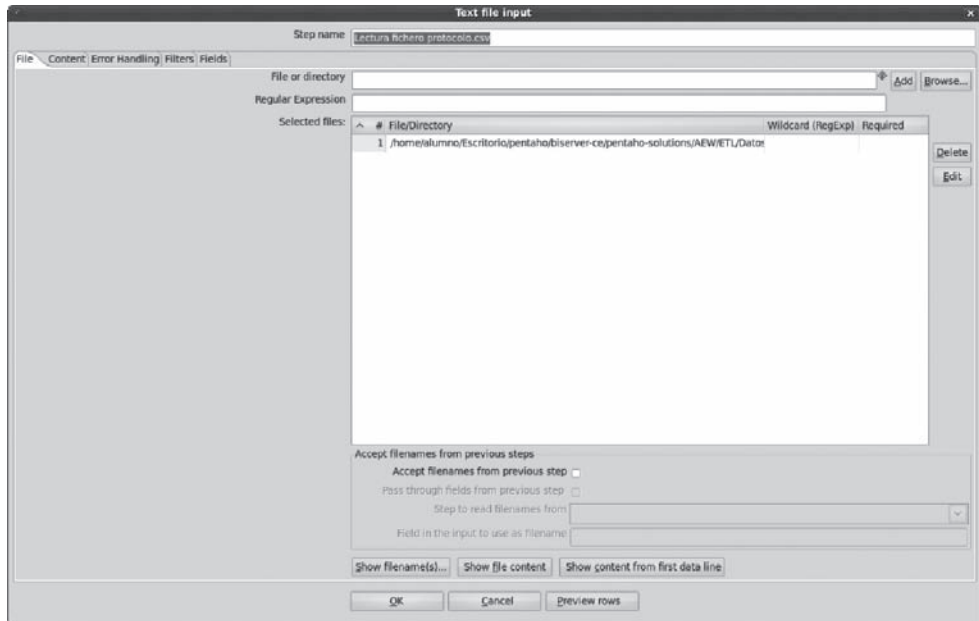 Text file input
Step name Lectura fichero protocolo.csv
File Content Error Handling Filters Fields
File or directory Add Browse...
Regular Expression
Selected files: # File/Directory Wildcard (RegExp) Required
1 /home/alumno/Escritorio/pentaho/biserver-ce/pentaho-solutions/AEW/ETL/Datos
Delete
Edit
Accept filenames from previous steps
Accept filenames from previous step
Pass through fields from previous step
Step to read filenames from
Field in the input to use as filename
Show filename(s)... Show file content Show content from first data line
OK Cancel Preview rows